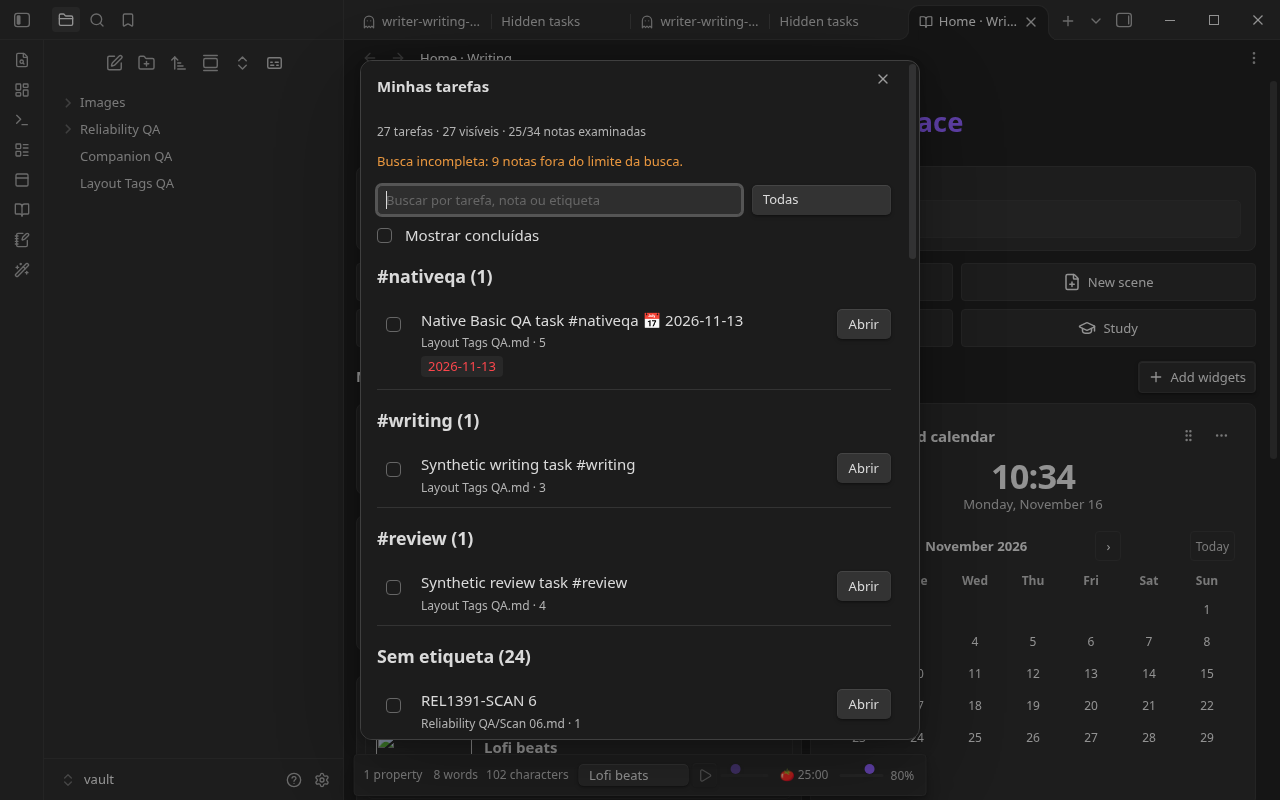 writer-writing-...
Hidden tasks
writer-writing-...
Hidden tasks
Home · Wri...
Images
Reliability QA
Companion QA
Layout Tags QA
vault
Home · Writing
ace
Minhas tarefas
27 tarefas · 27 visíveis · 25/34 notas examinadas
Busca incompleta: 9 notas fora do limite da busca.
Buscar por tarefa, nota ou etiqueta
Todas
Mostrar concluídas
#nativeqa (1)
Native Basic QA task #nativeqa 📅 2026-11-13
Layout Tags QA.md · 5
2026-11-13
Abrir
#writing (1)
Synthetic writing task #writing
Layout Tags QA.md · 3
Abrir
#review (1)
Synthetic review task #review
Layout Tags QA.md · 4
Abrir
Sem etiqueta (24)
REL1391-SCAN 6
Reliability QA/Scan 06.md · 1
Abrir
New scene
Study
Add widgets
d calendar
10:34
Monday, November 16
November 2026
Today
Wed Thu Fri Sat Sun
1
4 5 6 7 8
11 12 13 14 15
18 19 20 21 22
24 25 26 27 28 29
Lofi beats
1 property 8 words 102 characters Lofi beats 🍅 25:00 80%